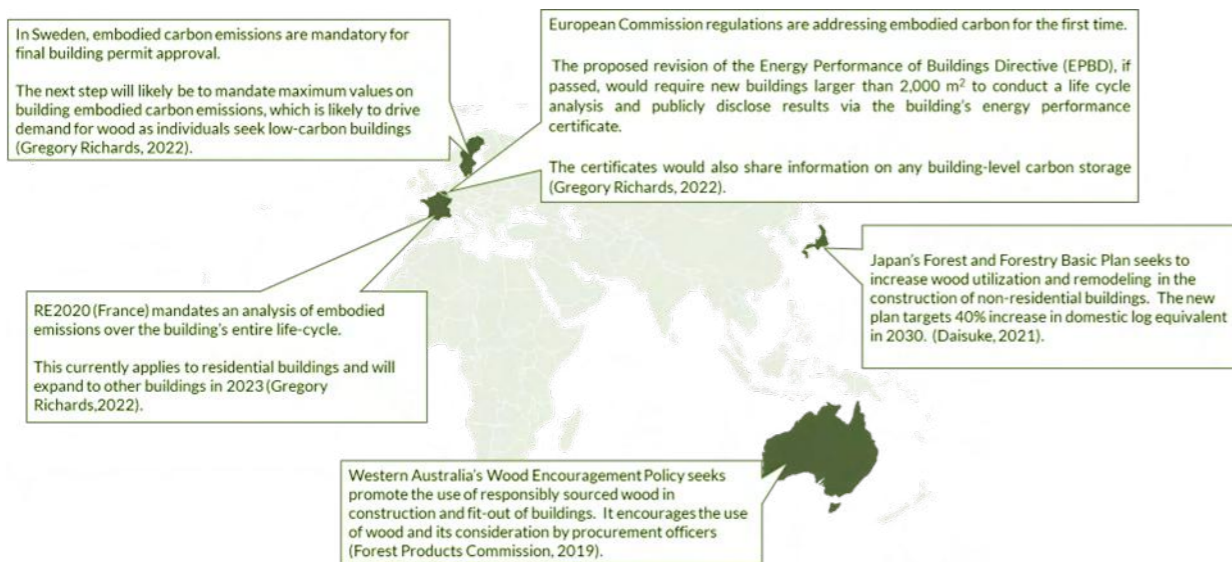 In Sweden, embodied carbon emissions are mandatory for
final building permit approval.
The next step will likely be to mandate maximum values on
building embodied carbon emissions, which is likely to drive
demand for wood as individuals seek low-carbon buildings
(Gregory Richards, 2022).
European Commission regulations are addressing embodied carbon for the first time.
The proposed revision of the Energy Performance of Buildings Directive (EPBD), if
passed, would require new buildings larger than 2,000 m² to conduct a life cycle
analysis and publicly disclose results via the building's energy performance
certificate.
The certificates would also share information on any building-level carbon storage
(Gregory Richards, 2022).
Japan's Forest and Forestry Basic Plan seeks to
increase wood utilization and remodeling in the
construction of non-residential buildings. The new
plan targets 40% increase in domestic log equivalent
in 2030. (Daisuke, 2021).
RE2020 (France) mandates an analysis of embodied
emissions over the building's entire life-cycle.
This currently applies to residential buildings and will
expand to other buildings in 2023 (Gregory
Richards,2022).
Western Australia's Wood Encouragement Policy seeks
promote the use of responsibly sourced wood in
construction and fit-out of buildings. It encourages the use
of wood and its consideration by procurement officers
(Forest Products Commission, 2019).